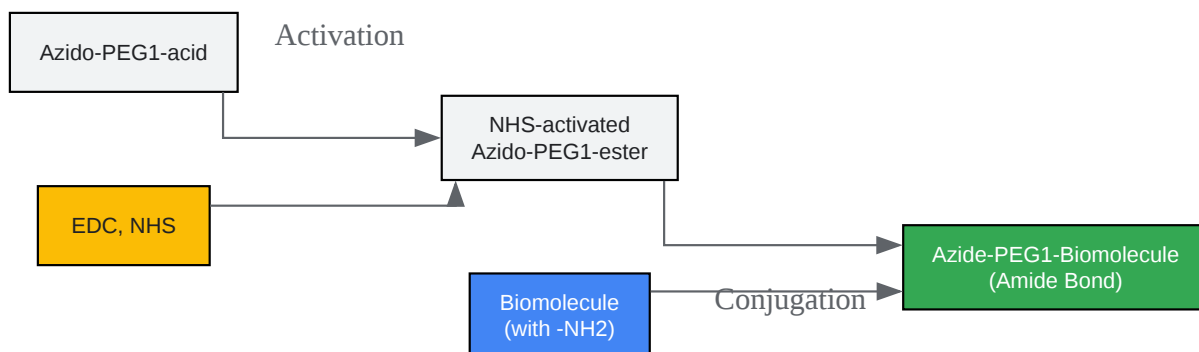 Azido-PEG1-acid
Activation
NHS-activated
Azido-PEG1-ester
EDC, NHS
Azide-PEG1-Biomolecule
(Amide Bond)
Biomolecule
(with -NH2)
Conjugation